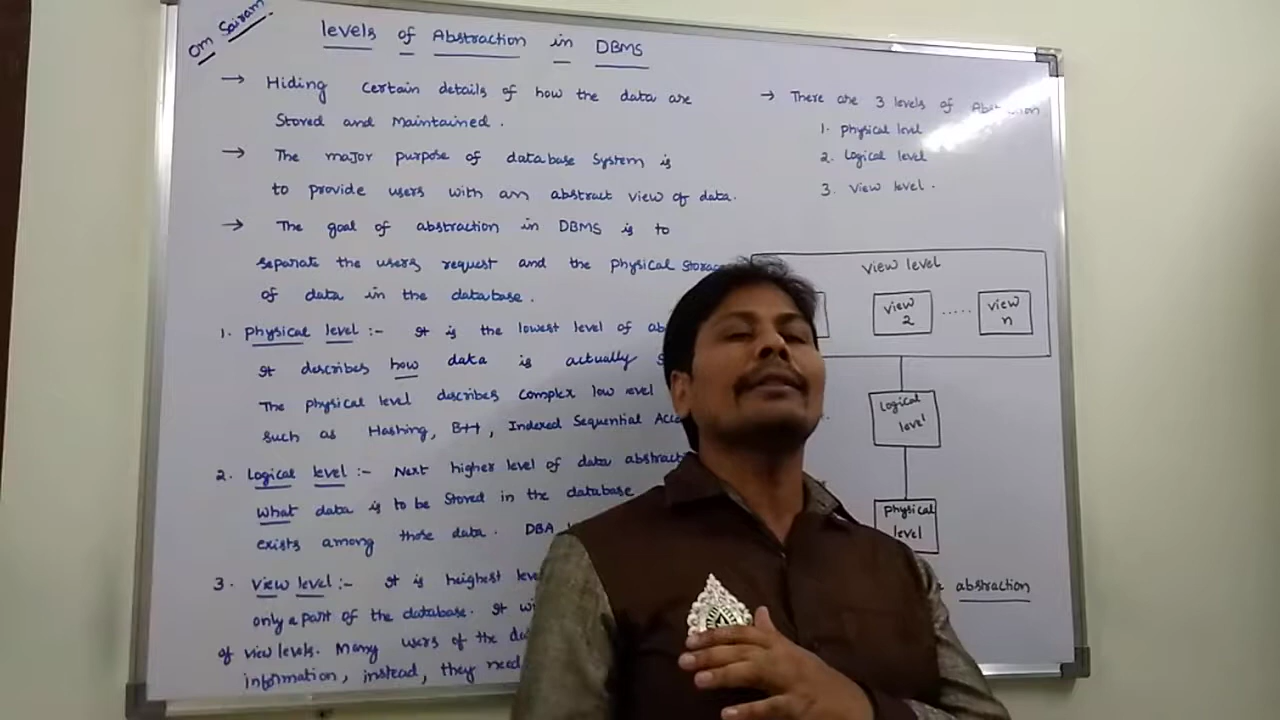 Om Sairam
levels of Abstraction in DBMS
→ Hiding certain details of how the data are
Stored and Maintained.
→ The major purpose of database System is
to provide users with an abstract view of data.
→ The goal of abstraction in DBMS is to
separate the users request and the physical storage
of data in the database.
1. physical level :- It is the lowest level of
It describes how data is actually
The physical level describes complex low level
such as Hashing, B++, Indexed Sequential
2. Logical level :- Next higher level of data
what data is to be stored in the database
exists among those data. DBA
3. View level :- It is heighest
only a part of the database. It
of view levels. Many users of the
information, instead, they need
→ There are 3 levels of Abstraction
1. physical level
2. Logical level
3. view level.
view level
view 2 ..... view n
Logical level
physical level
abstraction